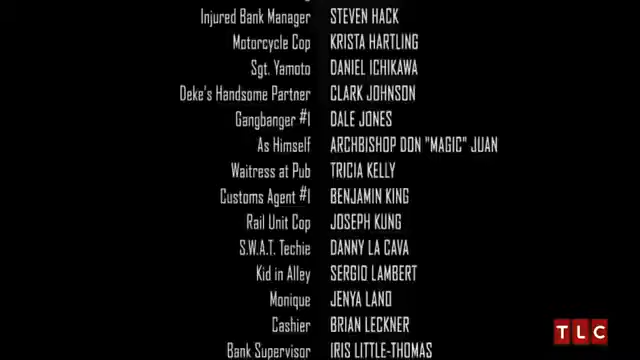 Injured Bank Manager STEVEN HACK
Motorcycle Cop KRISTA HARTLING
Sgt. Yamoto DANIEL ICHIKAWA
Deke's Handsome Partner CLARK JOHNSON
Gangbanger #1 DALE JONES
As Himself ARCHBISHOP DON "MAGIC" JUAN
Waitress at Pub TRICIA KELLY
Customs Agent #1 BENJAMIN KING
Rail Unit Cop JOSEPH KUNG
S.W.A.T. Techie DANNY LA CAVA
Kid in Alley SERGIO LAMBERT
Monique JENYA LANO
Cashier BRIAN LECKNER
Bank Supervisor IRIS LITTLE-THOMAS
TLC